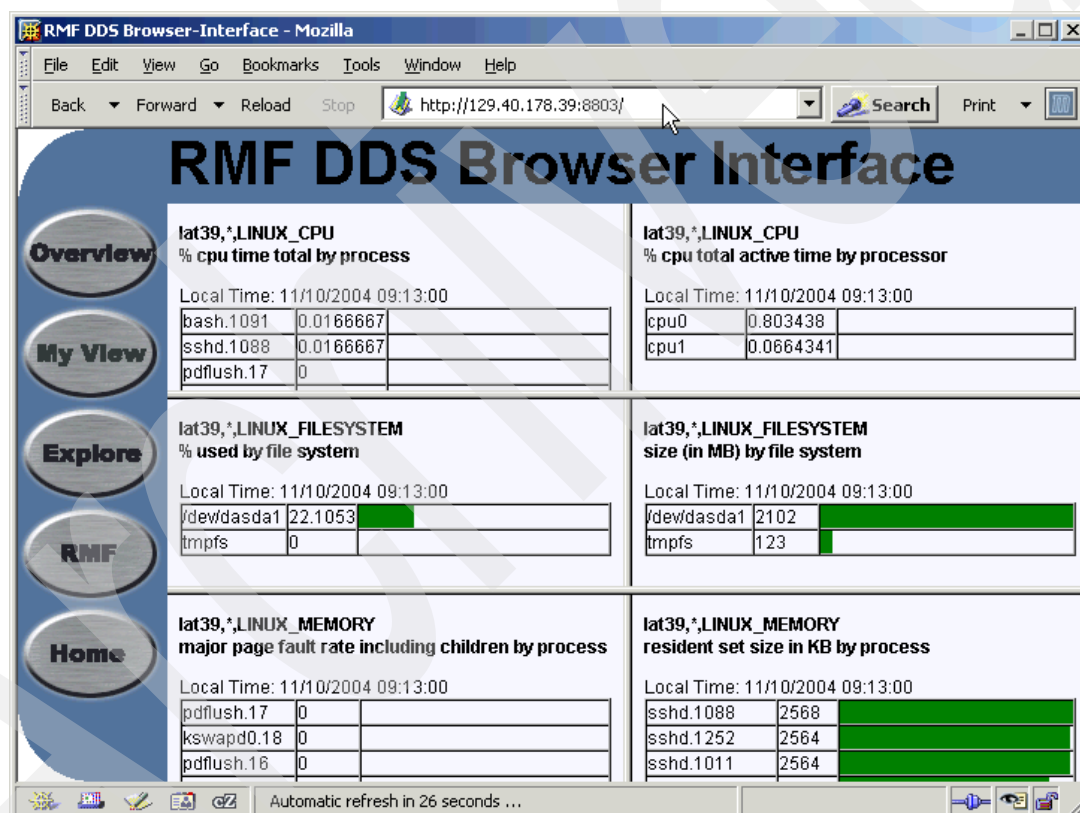 RMF DDS Browser-Interface - Mozilla
File Edit View Go Bookmarks Tools Window Help
Back Forward Reload Stop http://129.40.178.39:8803/ Search Print
RMF DDS Browser Interface
Overview
My View
Explore
RMF
Home
lat39,*,LINUX_CPU
% cpu time total by process
Local Time: 11/10/2004 09:13:00
bash.1091 0.0166667
sshd.1088 0.0166667
pdflush.17 0
lat39,*,LINUX_CPU
% cpu total active time by processor
Local Time: 11/10/2004 09:13:00
cpu0 0.803438
cpu1 0.0664341
lat39,*,LINUX_FILESYSTEM
% used by file system
Local Time: 11/10/2004 09:13:00
/dev/dasda1 22.1053
tmpfs 0
lat39,*,LINUX_FILESYSTEM
size (in MB) by file system
Local Time: 11/10/2004 09:13:00
/dev/dasda1 2102
tmpfs 123
lat39,*,LINUX_MEMORY
major page fault rate including children by process
Local Time: 11/10/2004 09:13:00
pdflush.17 0
kswapd0.18 0
pdflush.16 0
lat39,*,LINUX_MEMORY
resident set size in KB by process
Local Time: 11/10/2004 09:13:00
sshd.1088 2568
sshd.1252 2564
sshd.1011 2564
Automatic refresh in 26 seconds ...